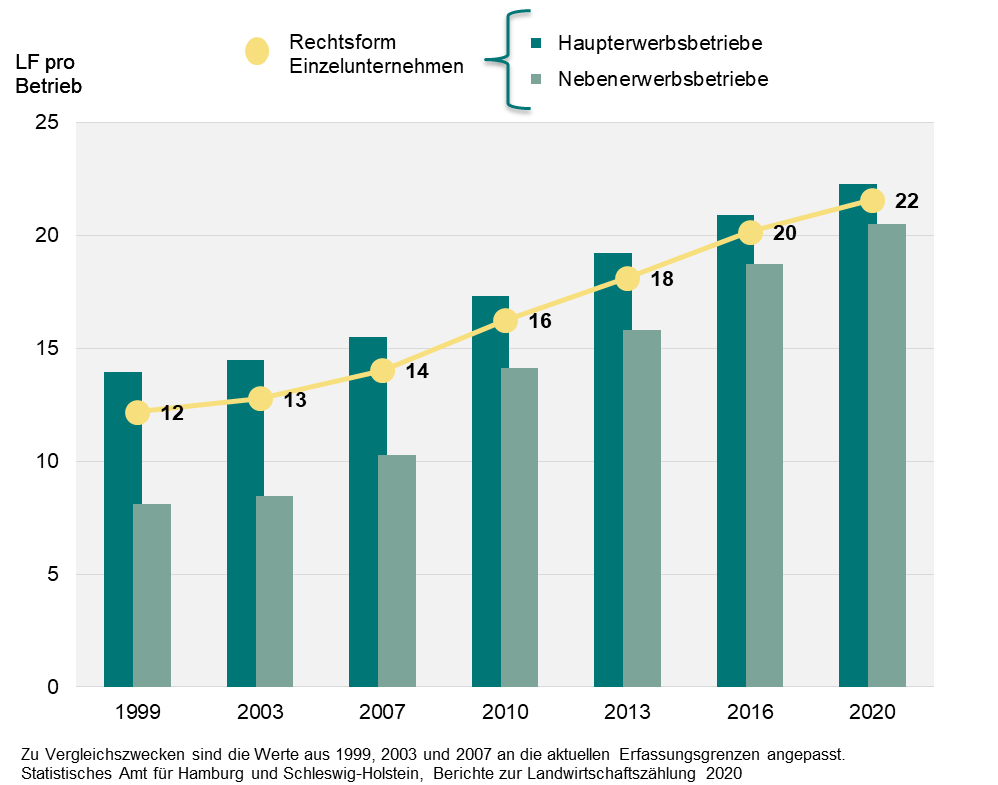 Rechtsform
Einzelunternehmen
Haupterwerbsbetriebe
Nebenerwerbsbetriebe
LF pro
Betrieb
25
20
15
10
5
0
12
13
14
16
18
20
22
1999
2003
2007
2010
2013
2016
2020
Zu Vergleichszwecken sind die Werte aus 1999, 2003 und 2007 an die aktuellen Erfassungsgrenzen angepasst.
Statistisches Amt für Hamburg und Schleswig-Holstein, Berichte zur Landwirtschaftszählung 2020